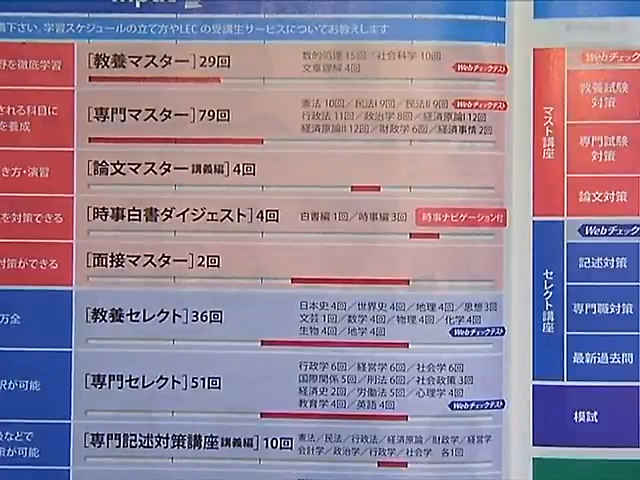 Input
講下さい。学習スケジュールの立て方やLECの受講生サービスについてお教えします
野を徹底学習
[教養マスター]29回
数的処理 15回／社会科学 10回
文章理解 4回
Webチェックテスト
される科目に
を養成
[専門マスター]79回
憲法 10回／民法I 9回／民法II 9回
Webチェックテスト
行政法 11回／政治学 8回／経済原論I 12回
経済原論II 12回／財政学 6回／経済事情 2回
き方・演習
[論文マスター講義編]4回
を対策できる
[時事白書ダイジェスト]4回
白書編 1回／時事編 3回
時事ナビゲーション付
対策ができる
[面接マスター]2回
万全
[教養セレクト]36回
日本史 4回／世界史 4回／地理 4回／思想 3回
文芸 1回／数学 4回／物理 4回／化学 4回
生物 4回／地学 4回
Webチェックテスト
択が可能
[専門セレクト]51回
行政学 6回／経営学 6回／社会学 6回
国際関係 5回／刑法 6回／社会政策 3回
経済史 2回／労働法 5回／心理学 4回
教育学 4回／英語 4回
Webチェックテスト
などで
策が可能
[専門記述対策講座講義編]10回
憲法／民法／行政法／経済原論／財政学／経営学
会計学／政治学／行政学／社会学 各1回
マスト講座
Webチェック
教養試験
対策
専門試験
対策
論文対策
セレクト講座
Webチェック
記述対策
専門職対策
最新過去問
模試